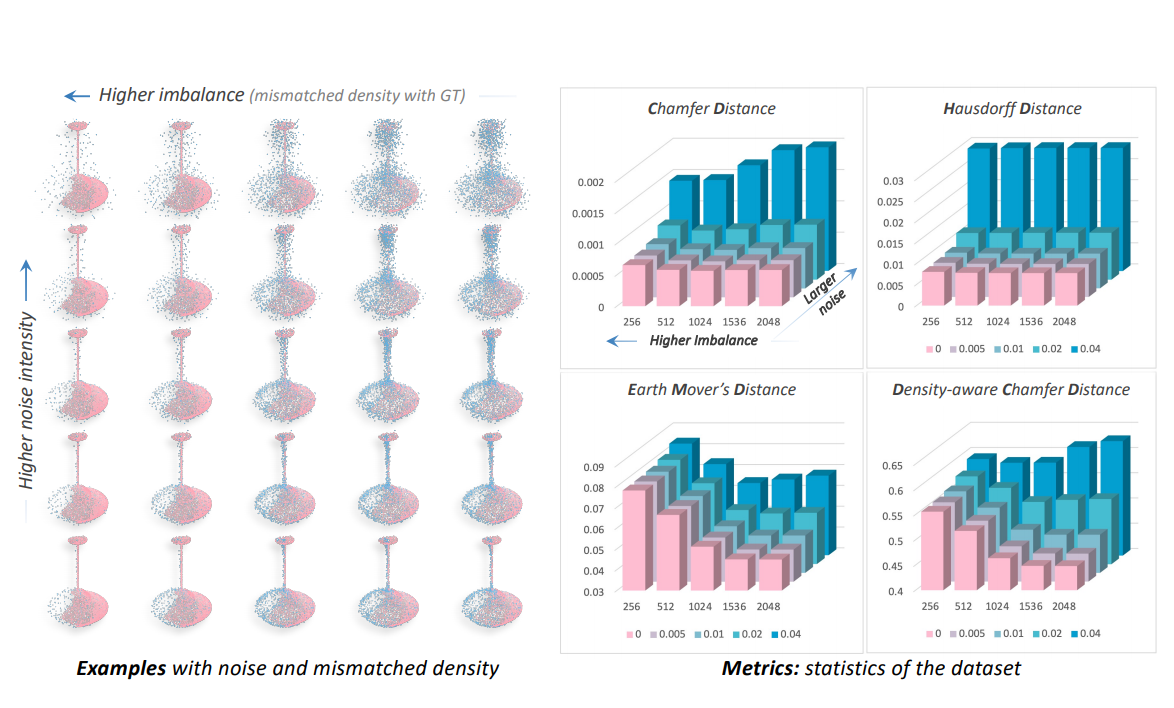 Higher imbalance (mismatched density with GT)
Higher noise intensity
Examples with noise and mismatched density
Chamfer Distance
0.002
0.0015
0.001
0.0005
0
256 512 1024 1536 2048
Higher Imbalance
Larger
noise
Hausdorff Distance
0.03
0.025
0.02
0.015
0.01
0.005
0
256 512 1024 1536 2048
0 0.005 0.01 0.02 0.04
Earth Mover's Distance
0.09
0.08
0.07
0.06
0.05
0.04
0.03
256 512 1024 1536 2048
0 0.005 0.01 0.02 0.04
Density-aware Chamfer Distance
0.65
0.6
0.55
0.5
0.45
0.4
256 512 1024 1536 2048
0 0.005 0.01 0.02 0.04
Metrics: statistics of the dataset